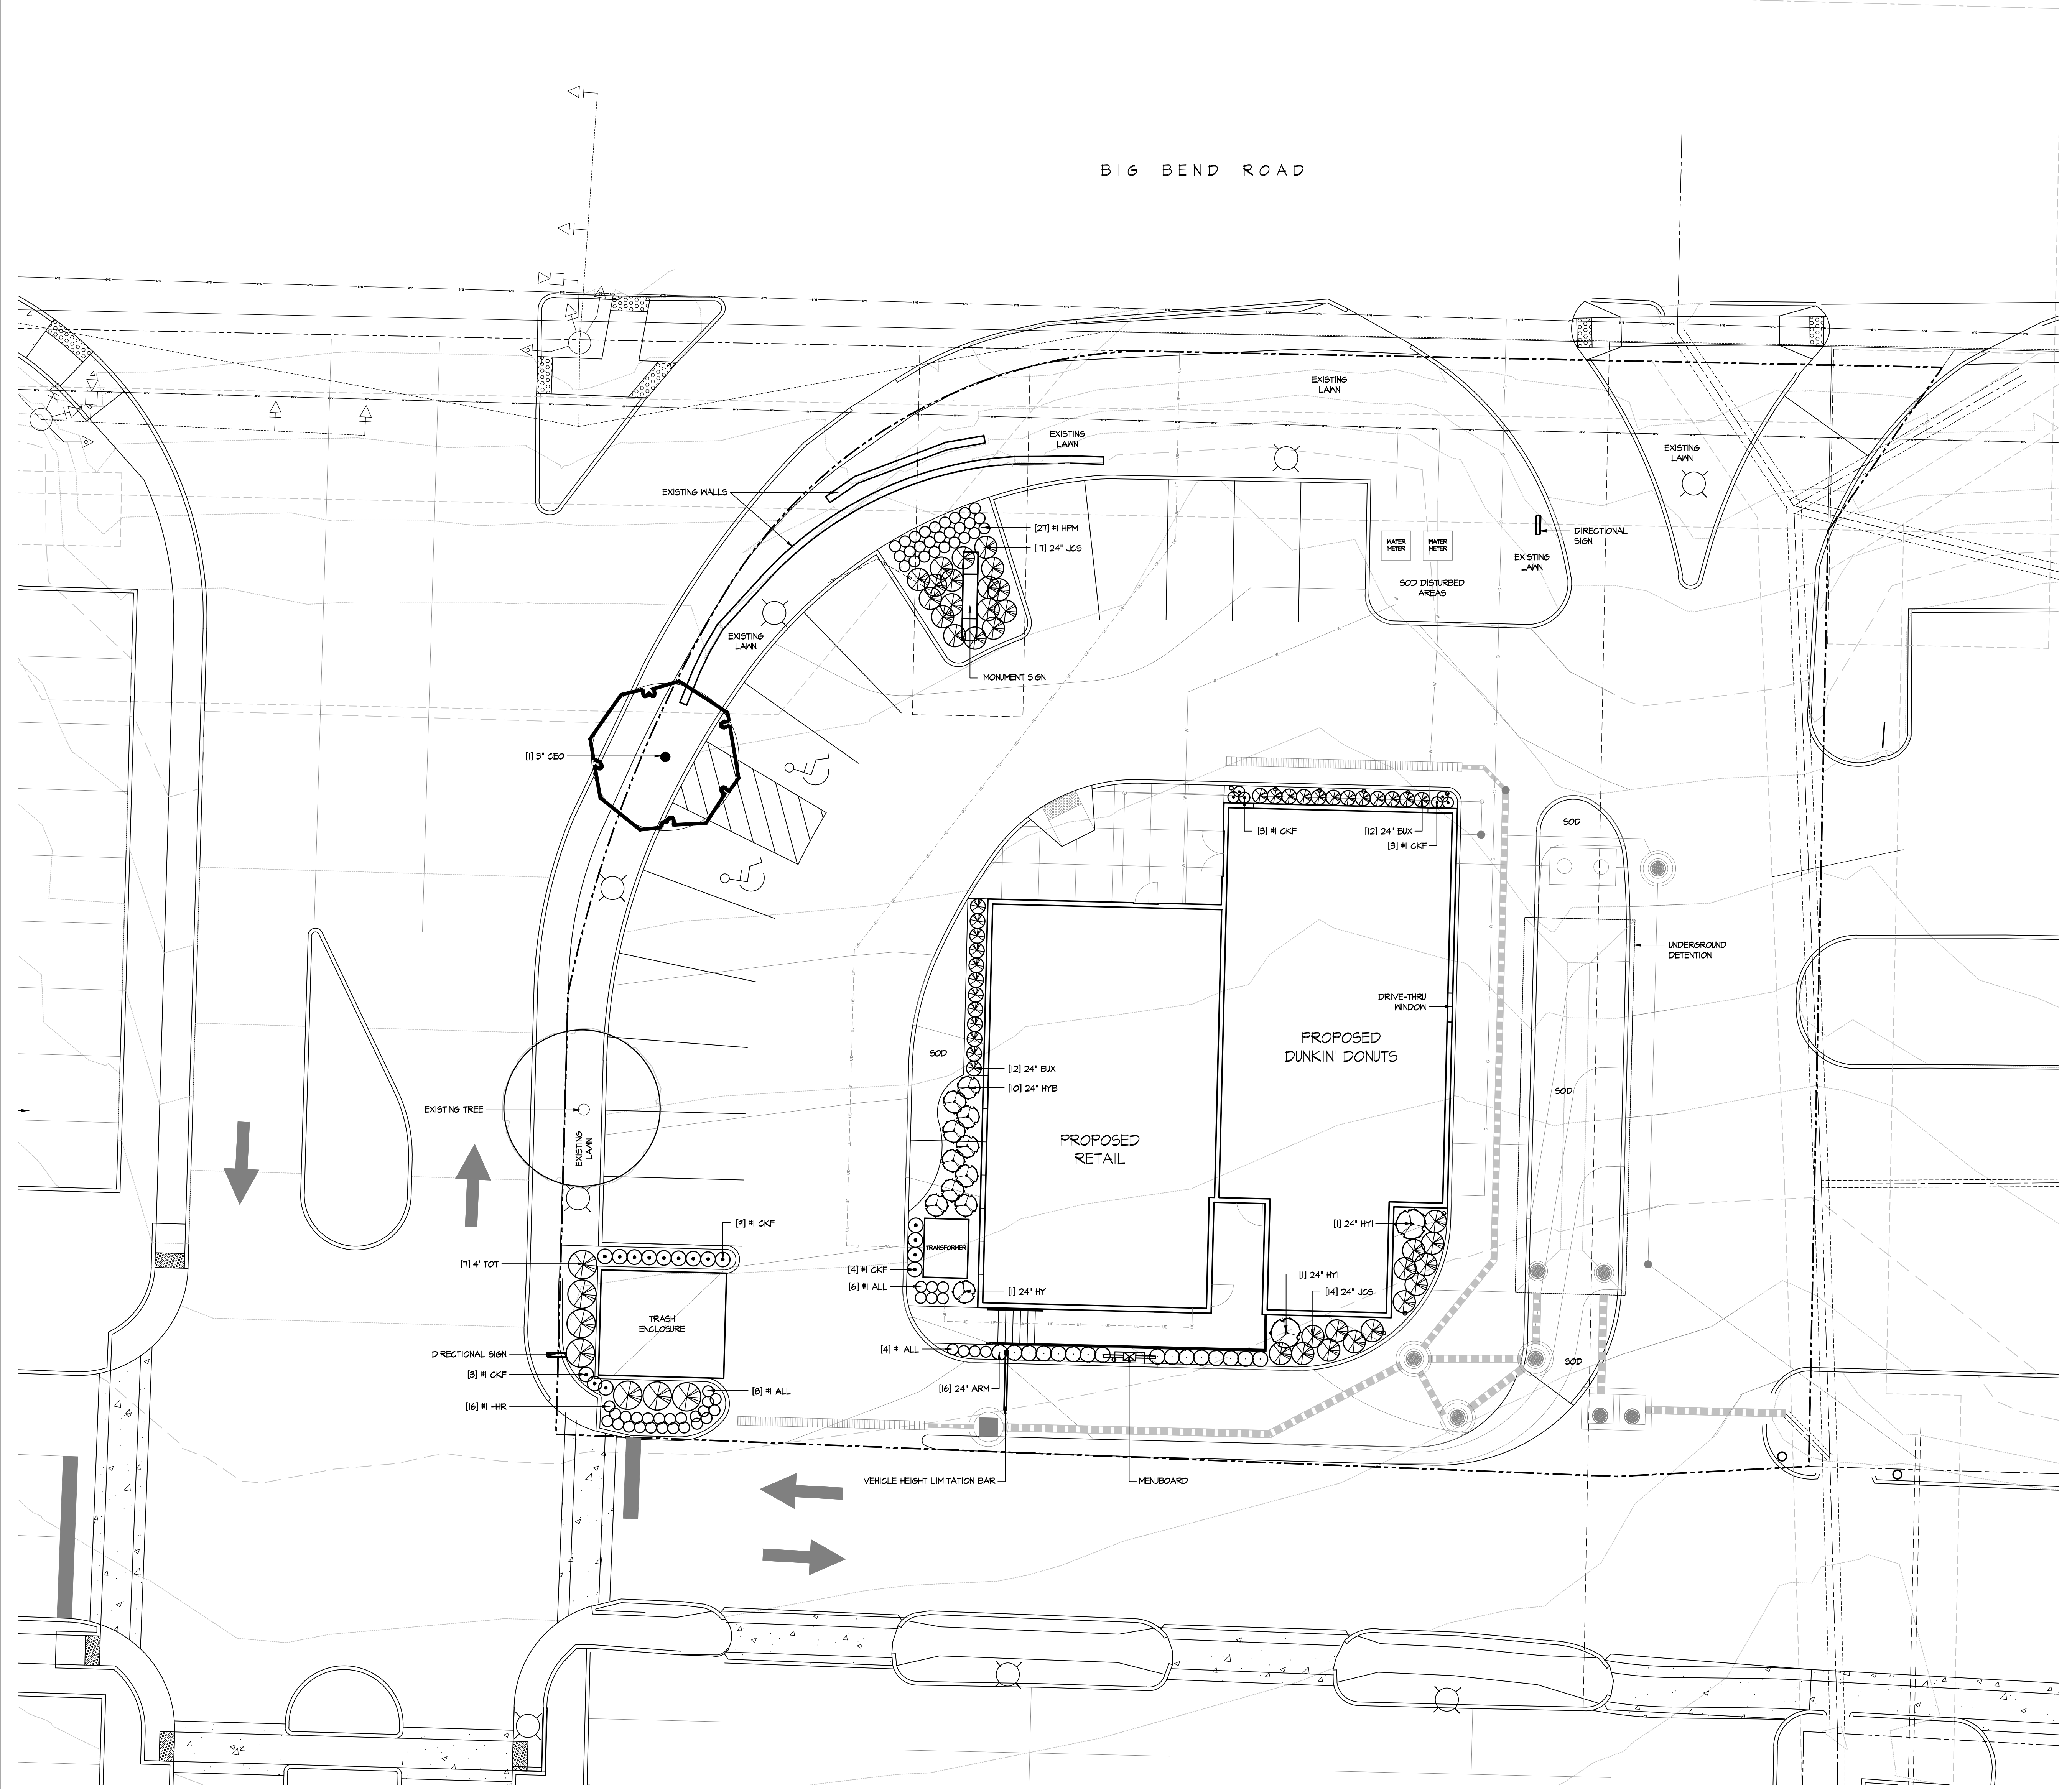 BIG BEND ROAD
EXISTING
LAWN
EXISTING
LAWN
EXISTING
LAWN
EXISTING WALLS
[27] #1 HPM
[17] 24" JCS
DIRECTIONAL
SIGN
WATER
METER
WATER
METER
EXISTING
LAWN
SOD DISTURBED
AREAS
EXISTING
LAWN
MONUMENT SIGN
[1] 3" CEO
SOD
[3] #1 CKF
[12] 24" BUX
[3] #1 CKF
UNDERGROUND
DETENTION
DRIVE-THRU
WINDOW
PROPOSED
DUNKIN' DONUTS
SOD
[12] 24" BUX
[10] 24" HYB
SOD
EXISTING TREE
EXISTING
LAWN
PROPOSED
RETAIL
[9] #1 CKF
[1] 24" HYI
TRANSFORMER
[7] 4' TOT
[4] #1 CKF
[6] #1 ALL
[1] 24" HYI
[1] 24" HYI
[14] 24" JCS
TRASH
ENCLOSURE
DIRECTIONAL SIGN
[4] #1 ALL
SOD
[3] #1 CKF
[8] #1 ALL
[16] 24" ARM
[16] #1 HHR
VEHICLE HEIGHT LIMITATION BAR
MENUBOARD